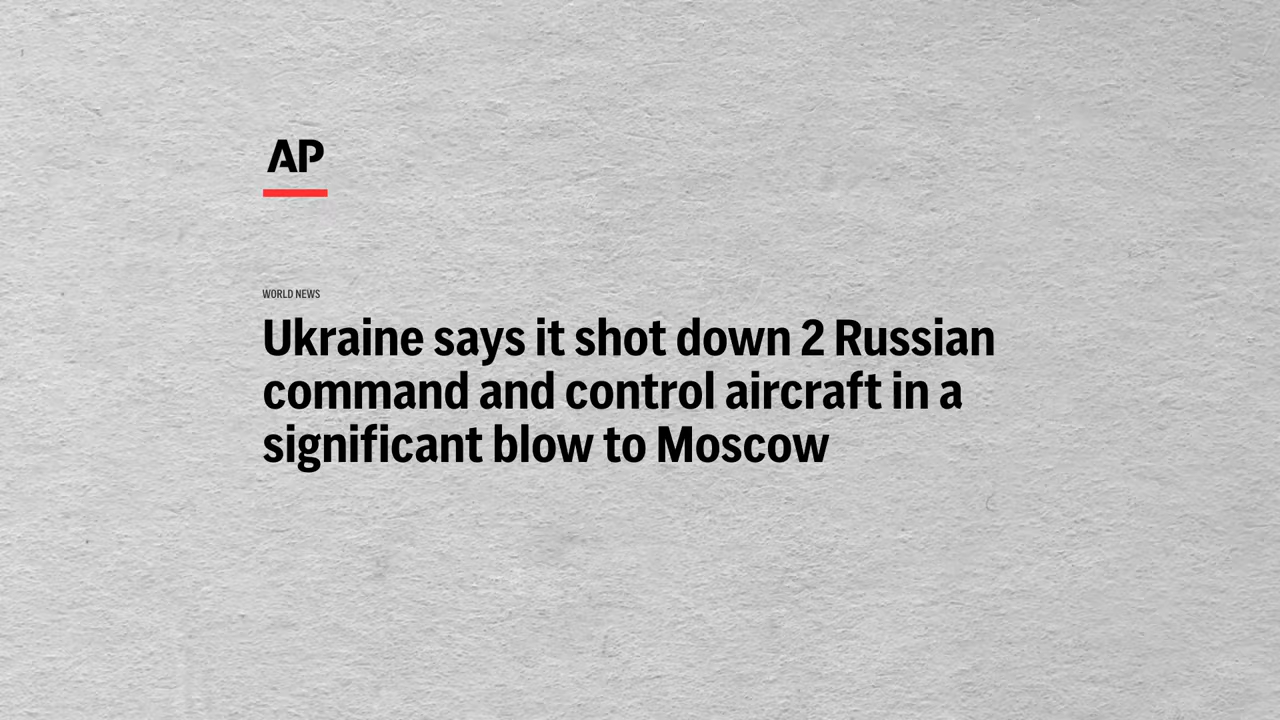 AP
WORLD NEWS
Ukraine says it shot down 2 Russian
command and control aircraft in a
significant blow to Moscow